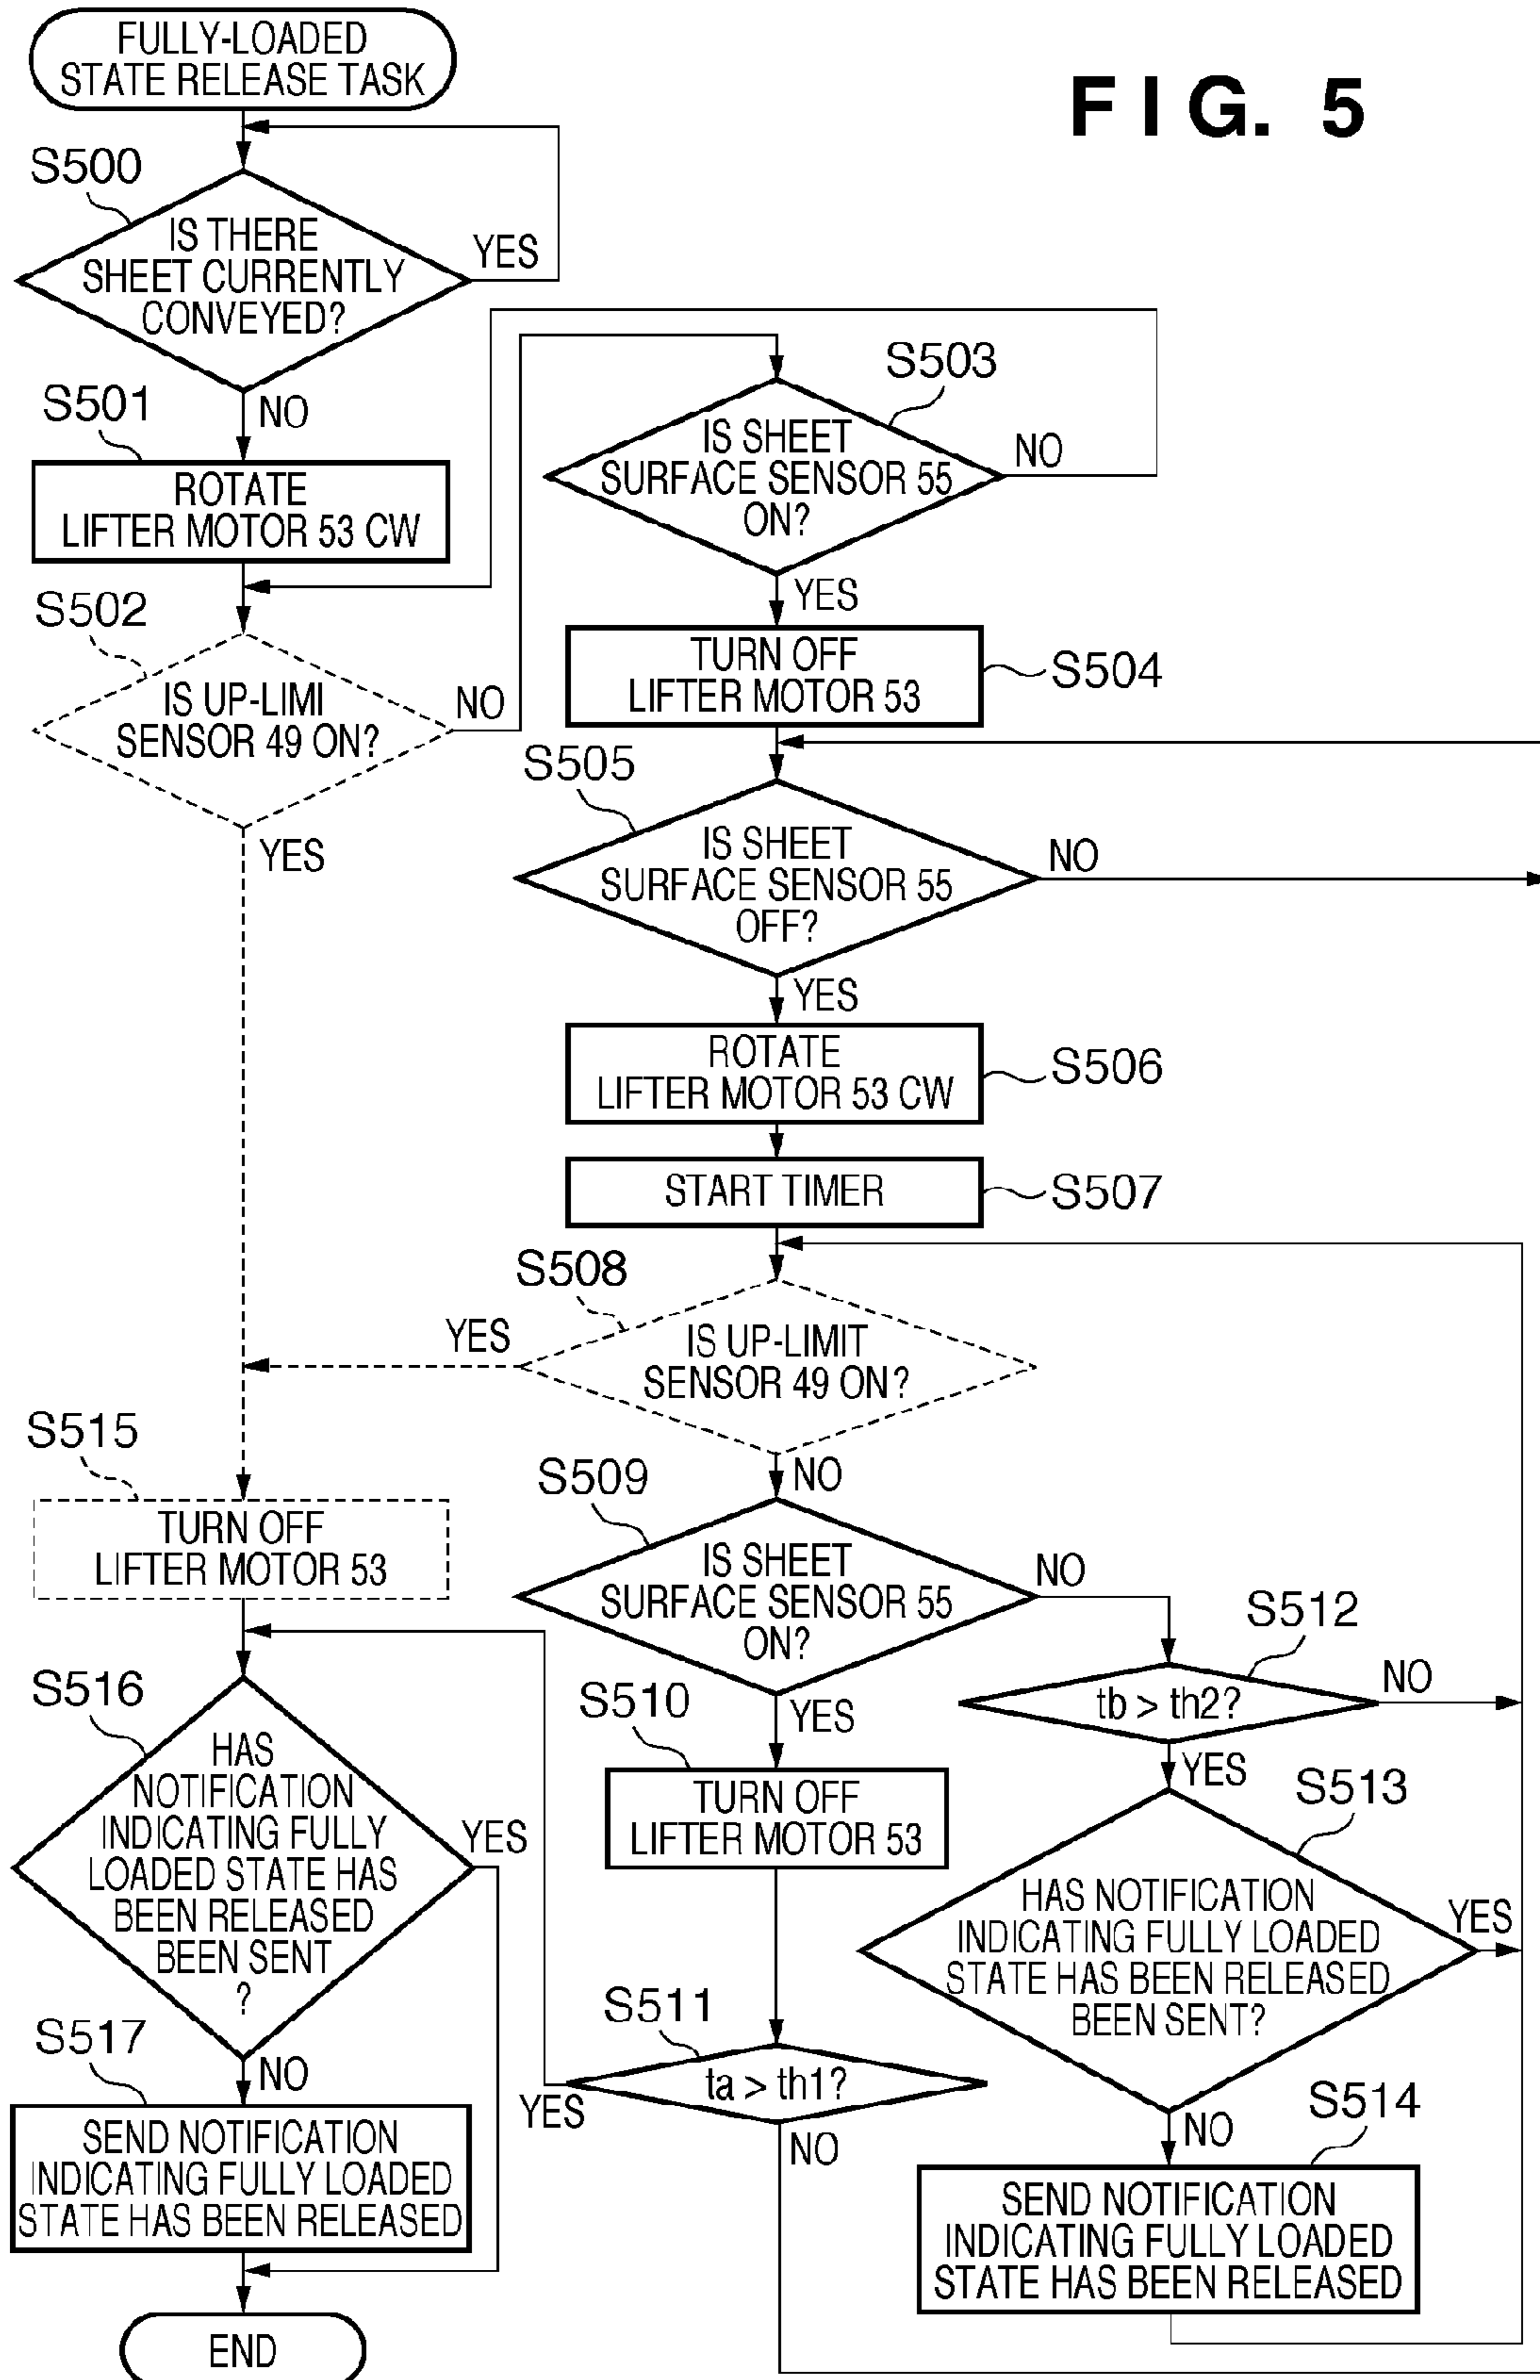 FULLY-LOADED
STATE RELEASE TASK
F I G. 5
S500
IS THERE
SHEET CURRENTLY
CONVEYED?
YES
NO
S501
ROTATE
LIFTER MOTOR 53 CW
S502
IS UP-LIMI
SENSOR 49 ON?
NO
YES
S503
IS SHEET
SURFACE SENSOR 55
ON?
NO
YES
TURN OFF
LIFTER MOTOR 53
S504
S505
IS SHEET
SURFACE SENSOR 55
OFF?
NO
YES
ROTATE
LIFTER MOTOR 53 CW
S506
START TIMER
S507
S508
IS UP-LIMIT
SENSOR 49 ON?
YES
NO
S509
IS SHEET
SURFACE SENSOR 55
ON?
NO
YES
S510
TURN OFF
LIFTER MOTOR 53
S511
ta > th1?
YES
NO
S512
tb > th2?
NO
YES
S513
HAS NOTIFICATION
INDICATING FULLY LOADED
STATE HAS BEEN RELEASED
BEEN SENT?
YES
NO
S514
SEND NOTIFICATION
INDICATING FULLY LOADED
STATE HAS BEEN RELEASED
S515
TURN OFF
LIFTER MOTOR 53
S516
HAS
NOTIFICATION
INDICATING FULLY
LOADED STATE HAS
BEEN RELEASED
BEEN SENT
?
YES
NO
S517
SEND NOTIFICATION
INDICATING FULLY LOADED
STATE HAS BEEN RELEASED
END